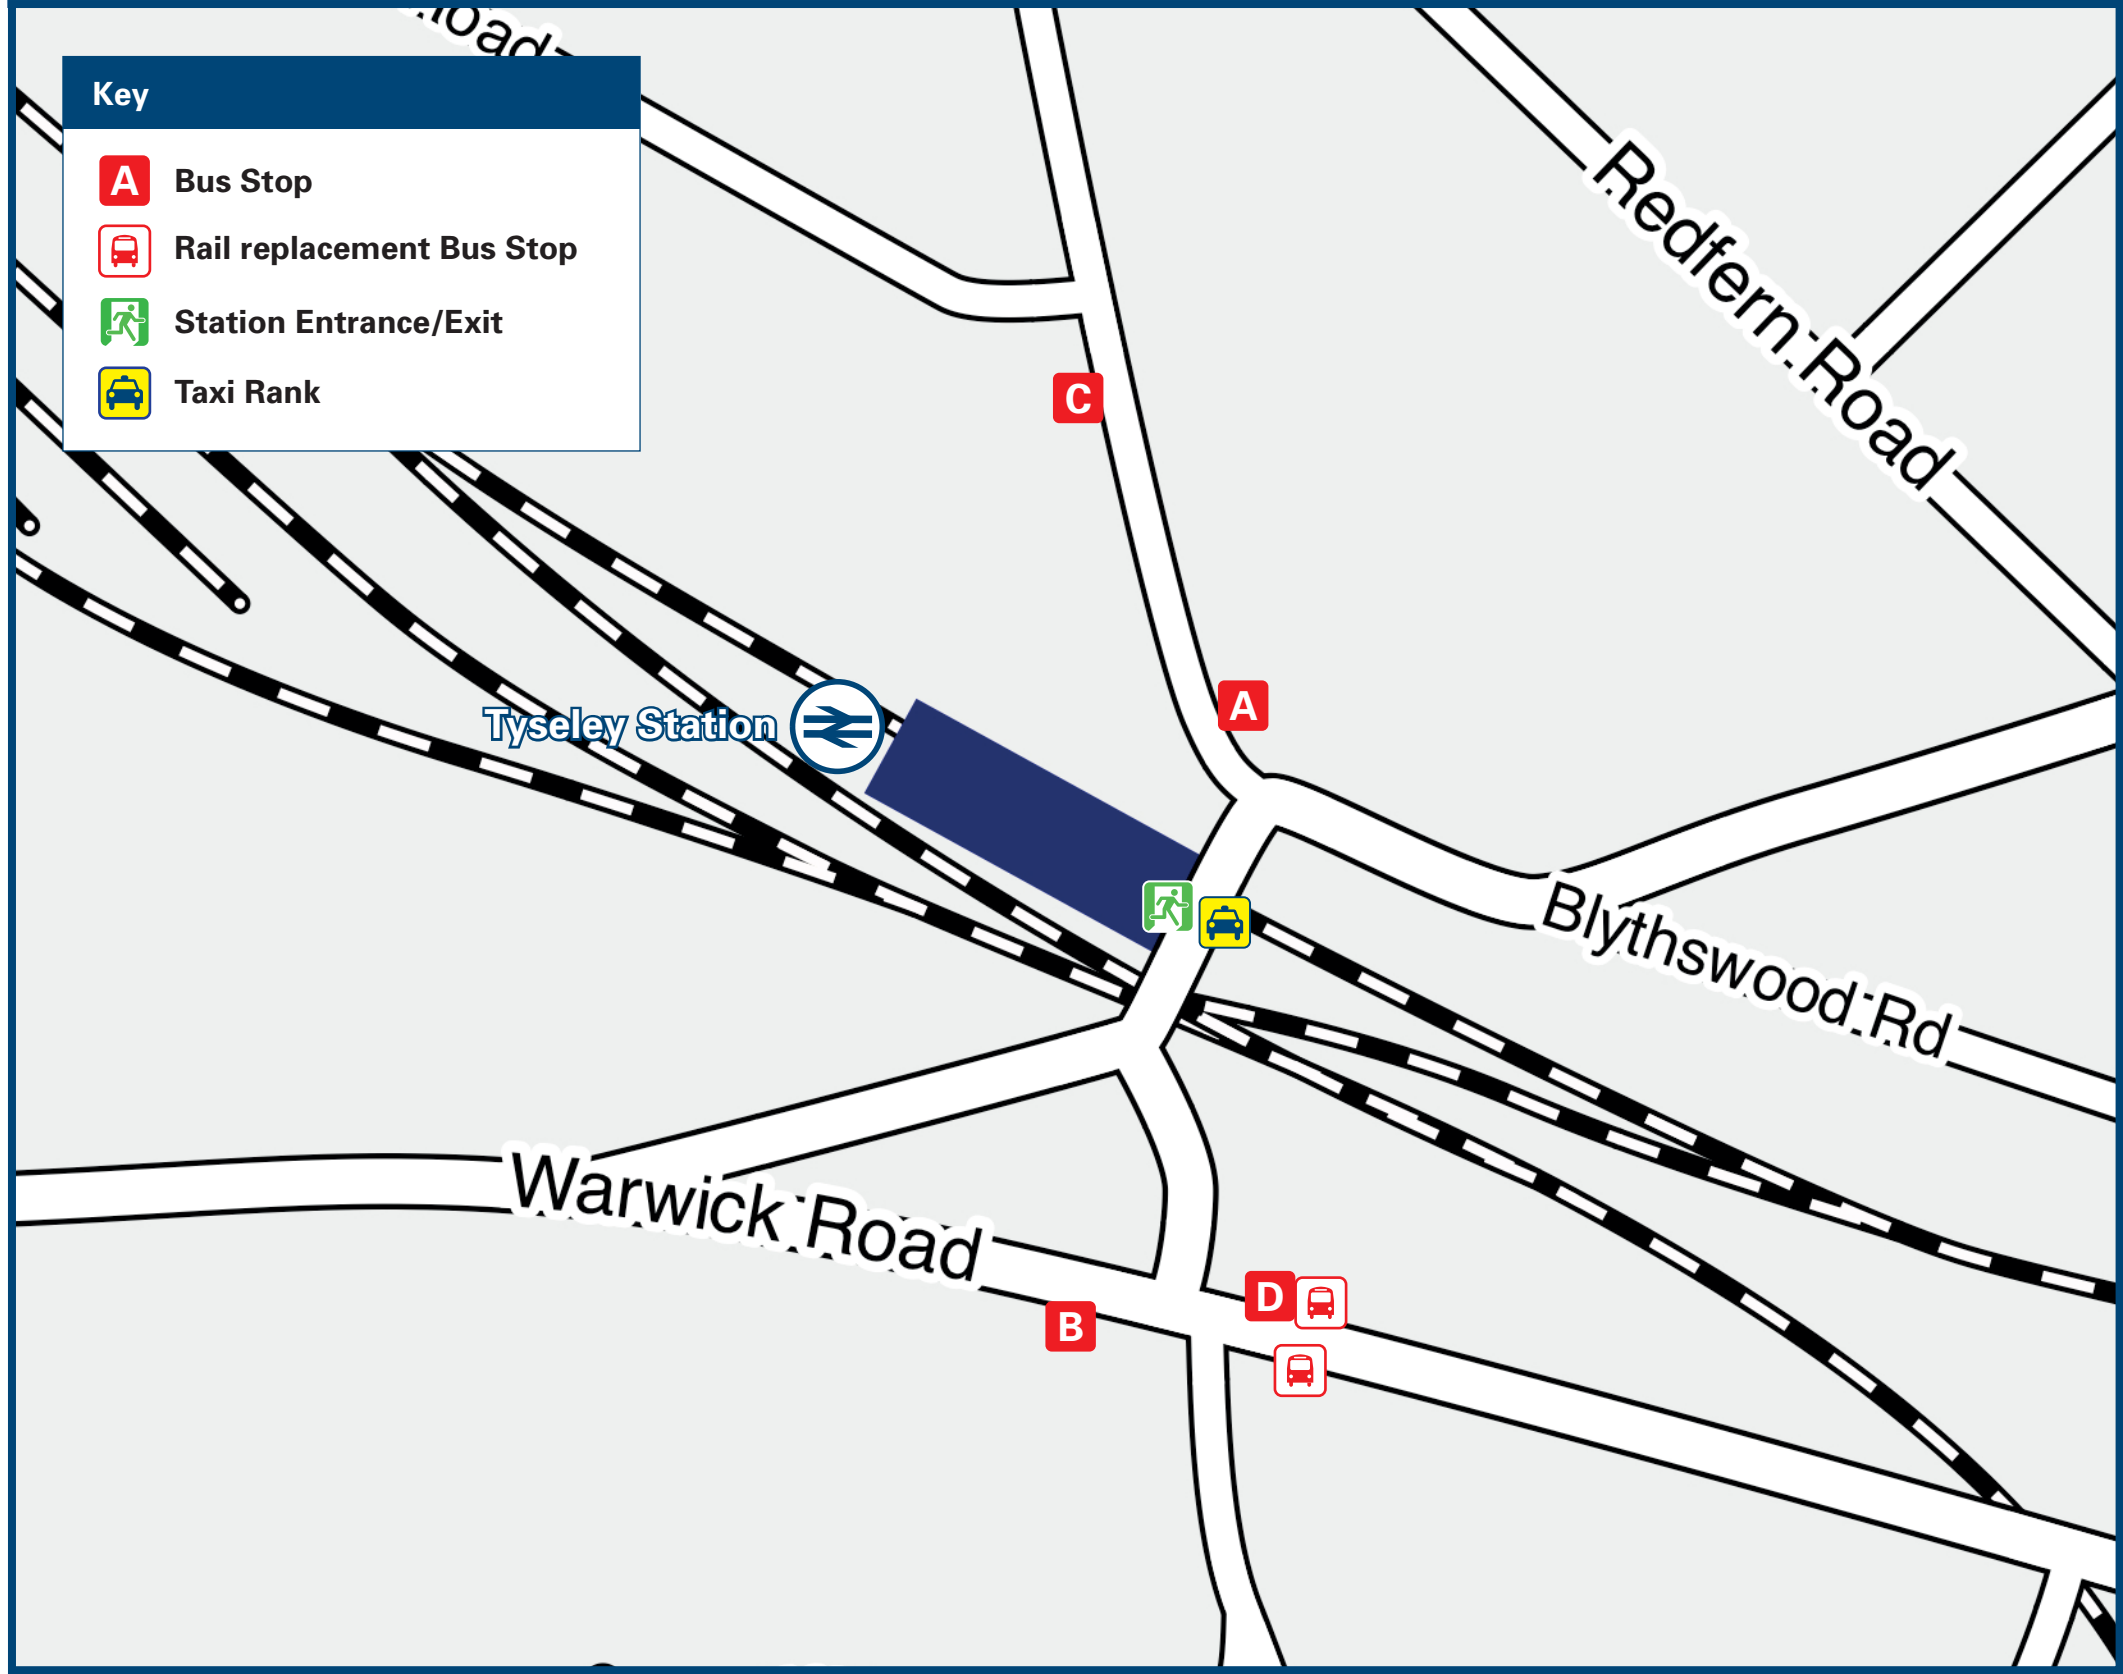 oad
Key
A Bus Stop
Rail replacement Bus Stop
Station Entrance/Exit
Taxi Rank
Redfern Road
C
A
Tyseley Station
Blythswood Rd
Warwick Road
D
B